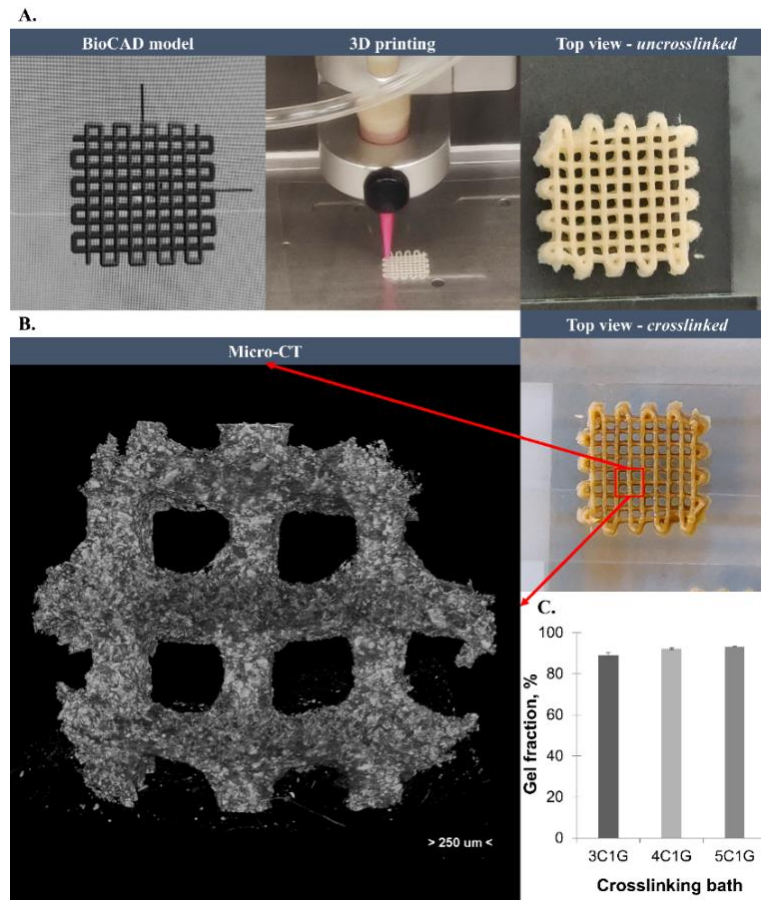 A.
BioCAD model
3D printing
Top view - uncrosslinked
B.
Micro-CT
Top view - crosslinked
> 250 um <
C.
Gel fraction, %
100
80
60
40
20
0
3C1G 4C1G 5C1G
Crosslinking bath